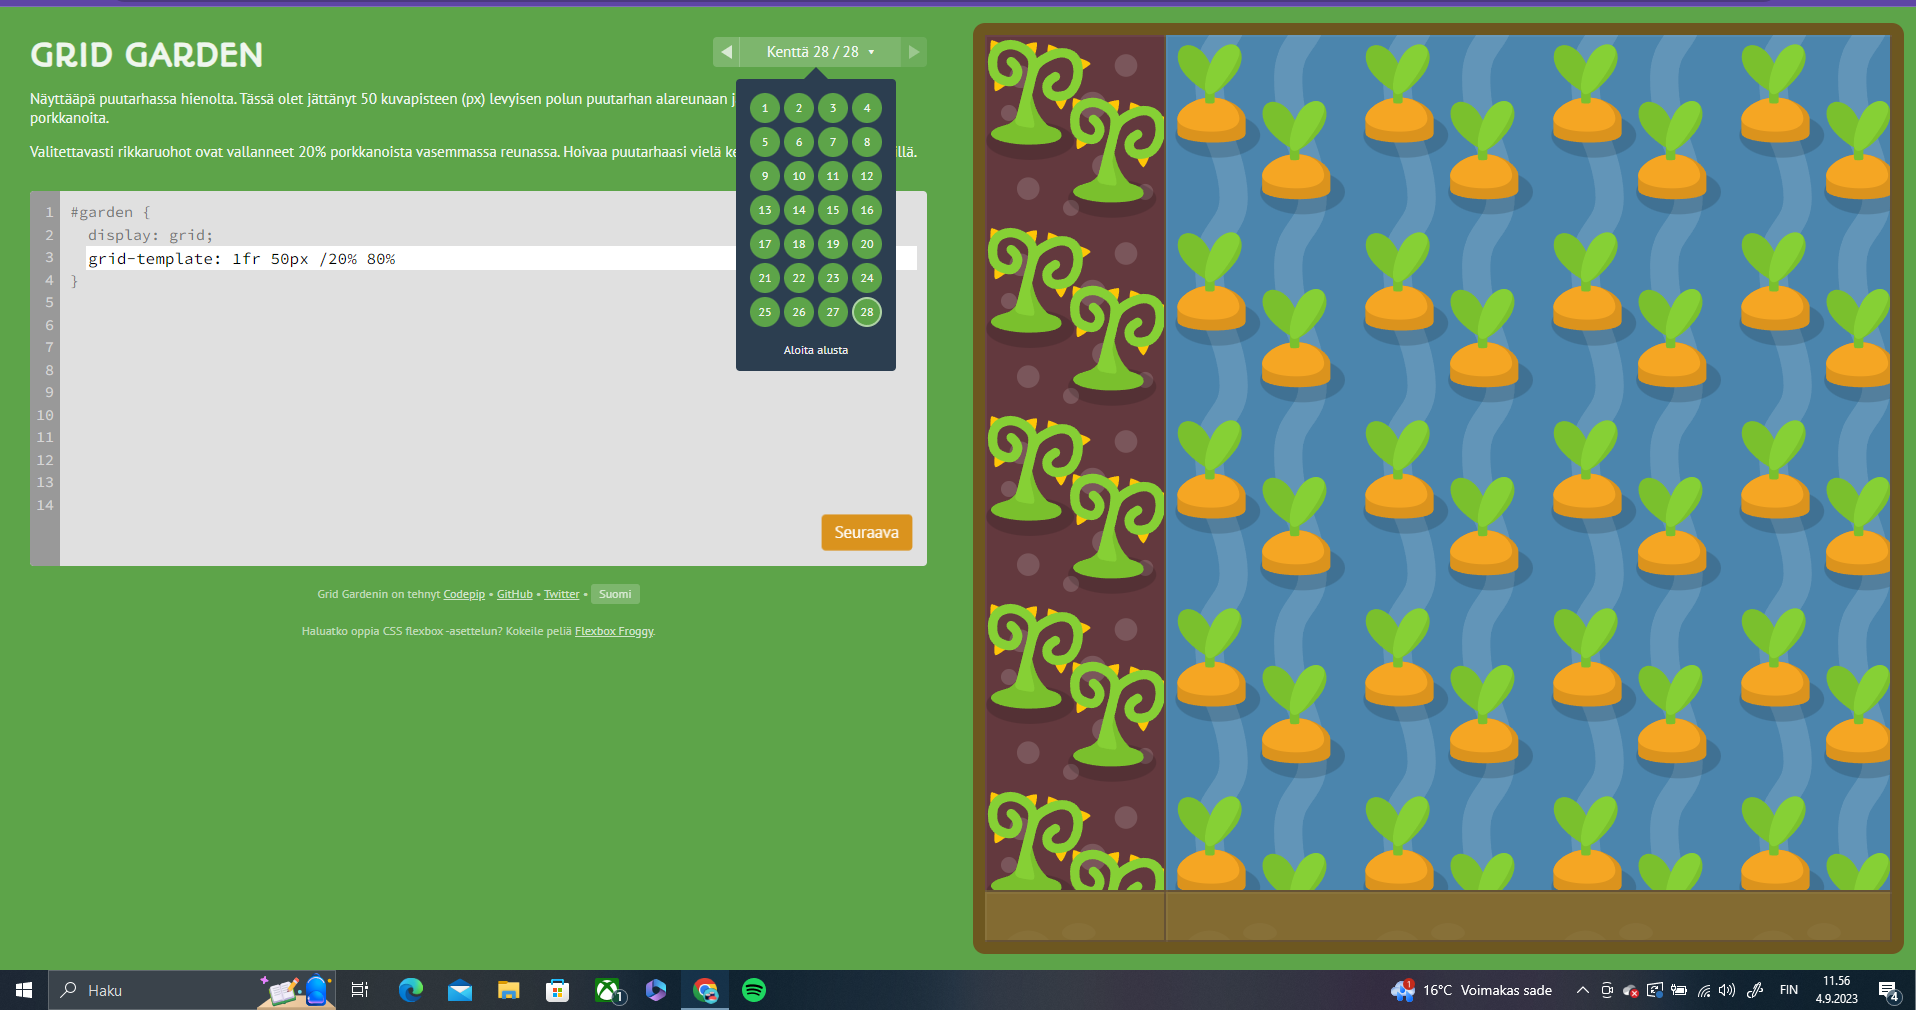 GRID GARDEN
Kenttä 28 / 28
Näyttääpä puutarhassa hienolta. Tässä olet jättänyt 50 kuvapisteen (px) levyisen polun puutarhan alareunaan j
porkkanoita.
Valitettavasti rikkaruohot ovat vallanneet 20% porkkanoista vasemmassa reunassa. Hoivaa puutarhaasi vielä ke
illä.
1 2 3 4
5 6 7 8
9 10 11 12
13 14 15 16
17 18 19 20
21 22 23 24
25 26 27 28
Aloita alusta
1 #garden {
2 display: grid;
3 grid-template: 1fr 50px /20% 80%
4 }
5
6
7
8
9
10
11
12
13
14
Seuraava
Grid Gardenin on tehnyt Codepip • GitHub • Twitter • Suomi
Haluatko oppia CSS flexbox -asettelun? Kokeile peliä Flexbox Froggy.
Haku
1
1
16°C Voimakas sade
FIN
11.56
4.9.2023
4